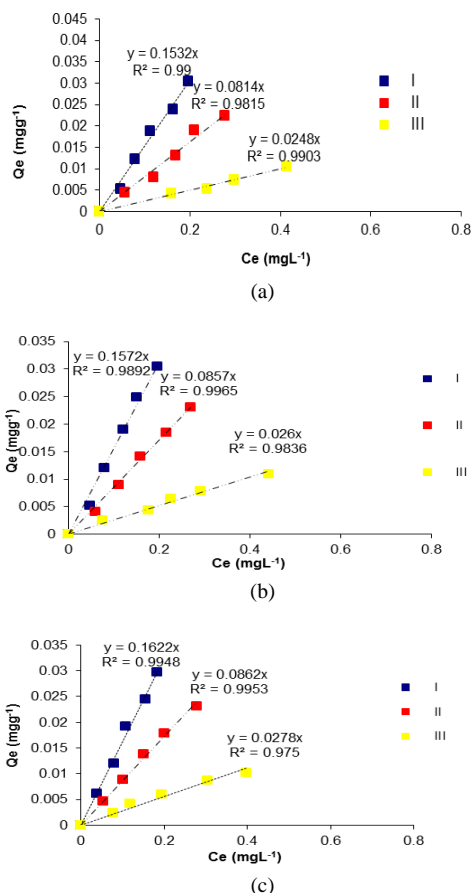 0.045
0.04
y = 0.1532x
R² = 0.99
0.035
0.03
y = 0.0814x
R² = 0.9815
I
II
III
0.025
0.02
y = 0.0248x
R² = 0.9903
0.015
0.01
0.005
0
0
0.2
0.4
0.6
0.8
Qe (mgg⁻¹)
Ce (mgL⁻¹)
(a)
0.035
y = 0.1572x
R² = 0.9892
0.03
y = 0.0857x
R² = 0.9965
I
0.025
0.02
II
y = 0.026x
R² = 0.9836
0.015
III
0.01
0.005
0
0
0.2
0.4
0.6
0.8
Qe (mgg⁻¹)
Ce (mgL⁻¹)
(b)
0.035
y = 0.1622x
R² = 0.9948
0.03
y = 0.0862x
R² = 0.9953
I
0.025
II
0.02
III
0.015
y = 0.0278x
R² = 0.975
0.01
0.005
0
0
0.2
0.4
0.6
0.8
Qe (mgg⁻¹)
Ce (mgL⁻¹)
(c)